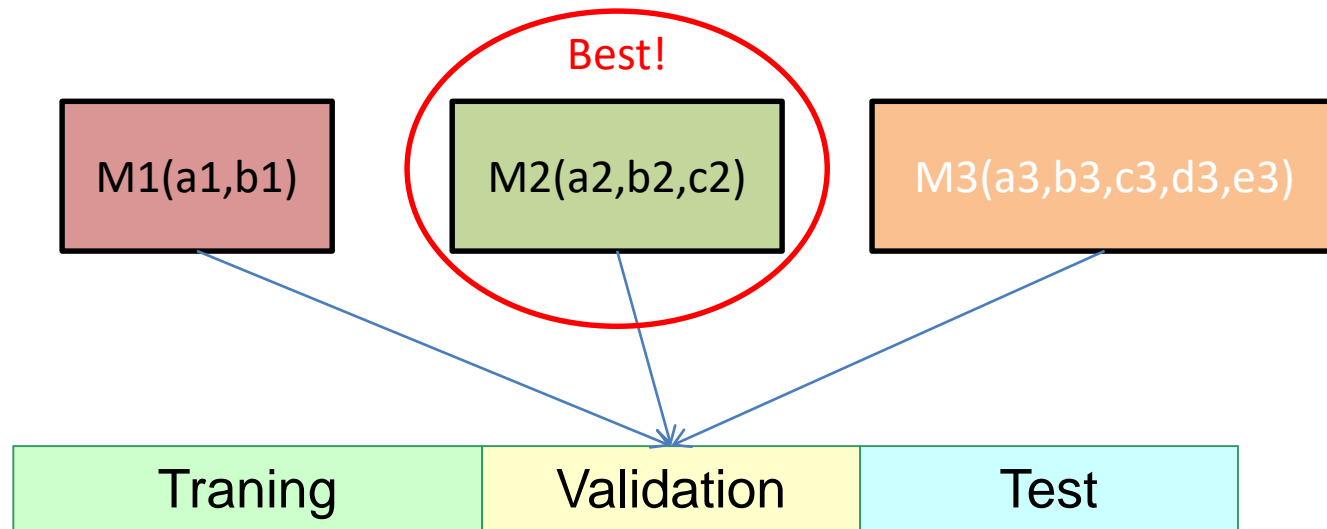 Best!
M1(a1,b1)
M2(a2,b2,c2)
M3(a3,b3,c3,d3,e3)
Traning
Validation
Test